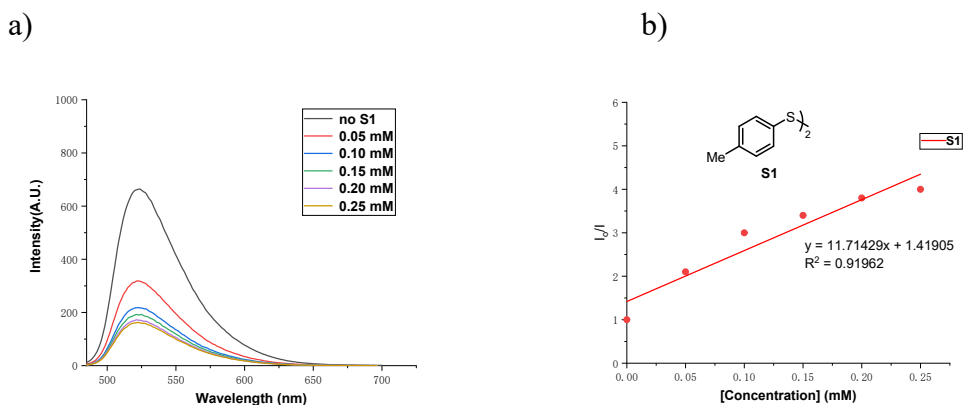 a)
b)
1000
800
600
400
200
0
Intensity(A.U.)
500
550
600
650
700
Wavelength (nm)
no S1
0.05 mM
0.10 mM
0.15 mM
0.20 mM
0.25 mM
6
5
4
3
2
1
0
I₀/I
0.00
0.05
0.10
0.15
0.20
0.25
[Concentration] (mM)
S
2
Me
S1
S1
y = 11.71429x + 1.41905
R² = 0.91962